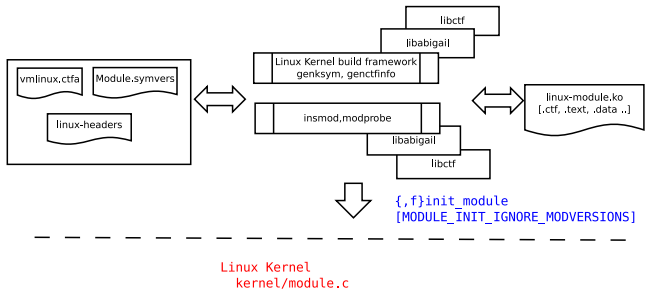 libctf
libabigail
Linux Kernel build framework
genksym, genctfinfo
vmlinux.ctfa
Module.symvers
linux-headers
linux-module.ko
[.ctf, .text, .data ..]
insmod,modprobe
libabigail
libctf
{,f}init_module
[MODULE_INIT_IGNORE_MODVERSIONS]
Linux Kernel
kernel/module.c